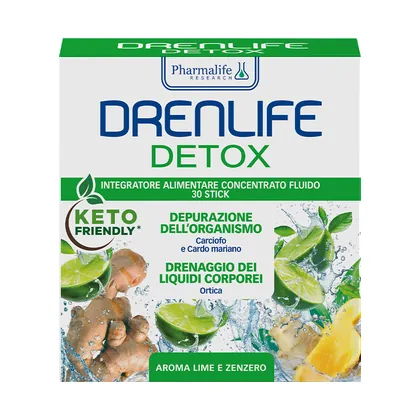 Pharmalife
RESEARCH
DRENLIFE
DETOX
INTEGRATORE ALIMENTARE CONCENTRATO FLUIDO
30 STICK
KETO
FRIENDLY*
DEPURAZIONE
DELL'ORGANISMO
Carciofo
e Cardo mariano
DRENAGGIO DEI
LIQUIDI CORPOREI
Ortica
AROMA LIME E ZENZERO